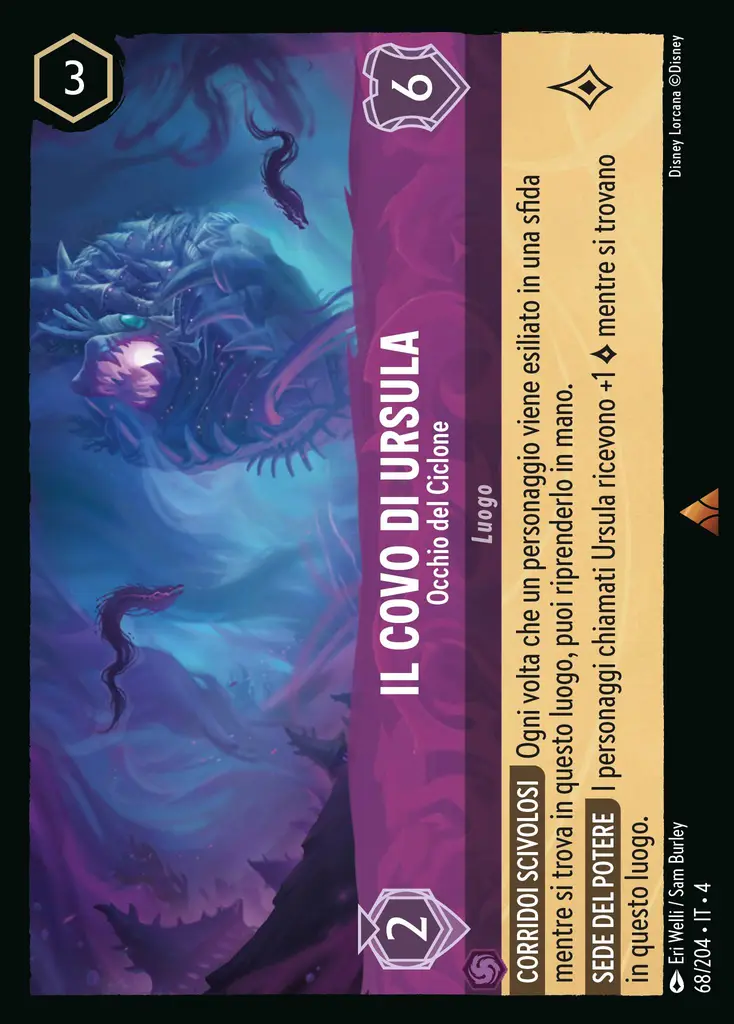 3
IL COVO DI URSULA
Occhio del Ciclone
2
6
Luogo
CORRIDOI SCIVOLOSI Ogni volta che un personaggio viene esiliato in una sfida
mentre si trova in questo luogo, puoi riprenderlo in mano.
SEDE DEL POTERE I personaggi chiamati Ursula ricevono +1 mentre si trovano
in questo luogo.
Eri Welli / Sam Burley
68/204 • IT • 4
Disney Lorcana ©Disney